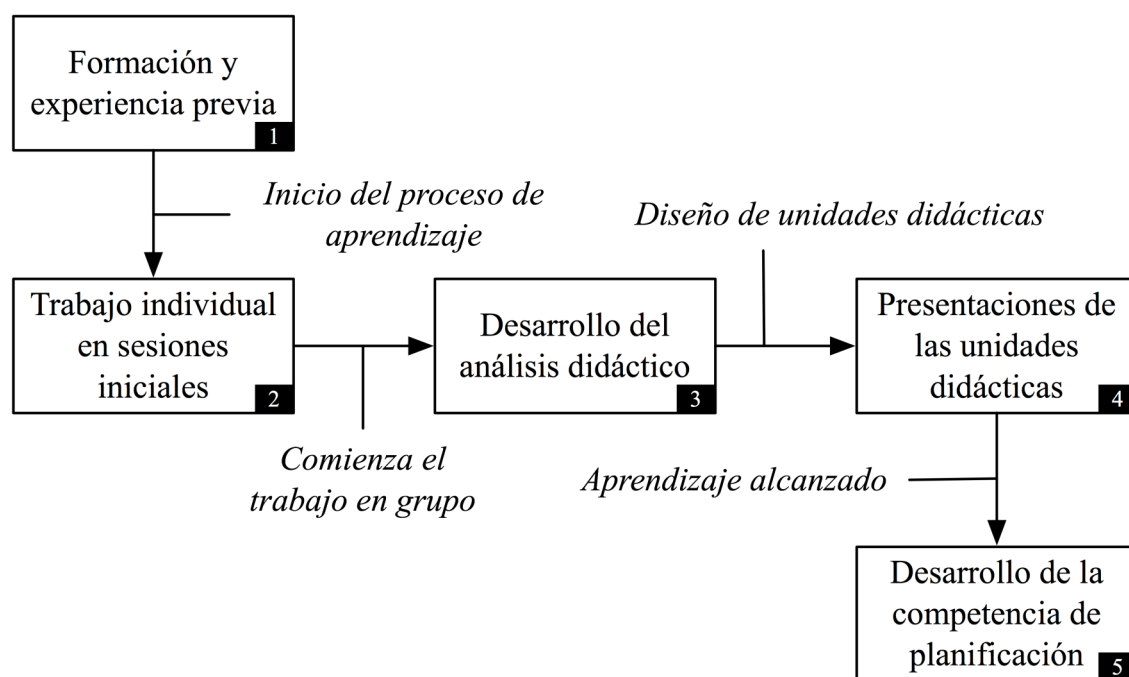 Formación y
experiencia previa
1
Inicio del proceso de
aprendizaje
Diseño de unidades didácticas
Trabajo individual
en sesiones
iniciales
2
Desarrollo del
análisis didáctico
3
Presentaciones de
las unidades
didácticas
4
Comienza el
trabajo en grupo
Aprendizaje alcanzado
Desarrollo de la
competencia de
planificación
5